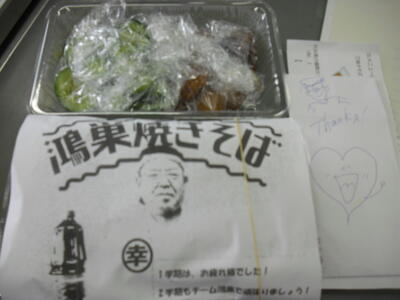 鴻巣焼きそば
幸
1学期は、お疲れ様でした！
2学期もチーム鴻巣で頑張りましょう！
Thanks!